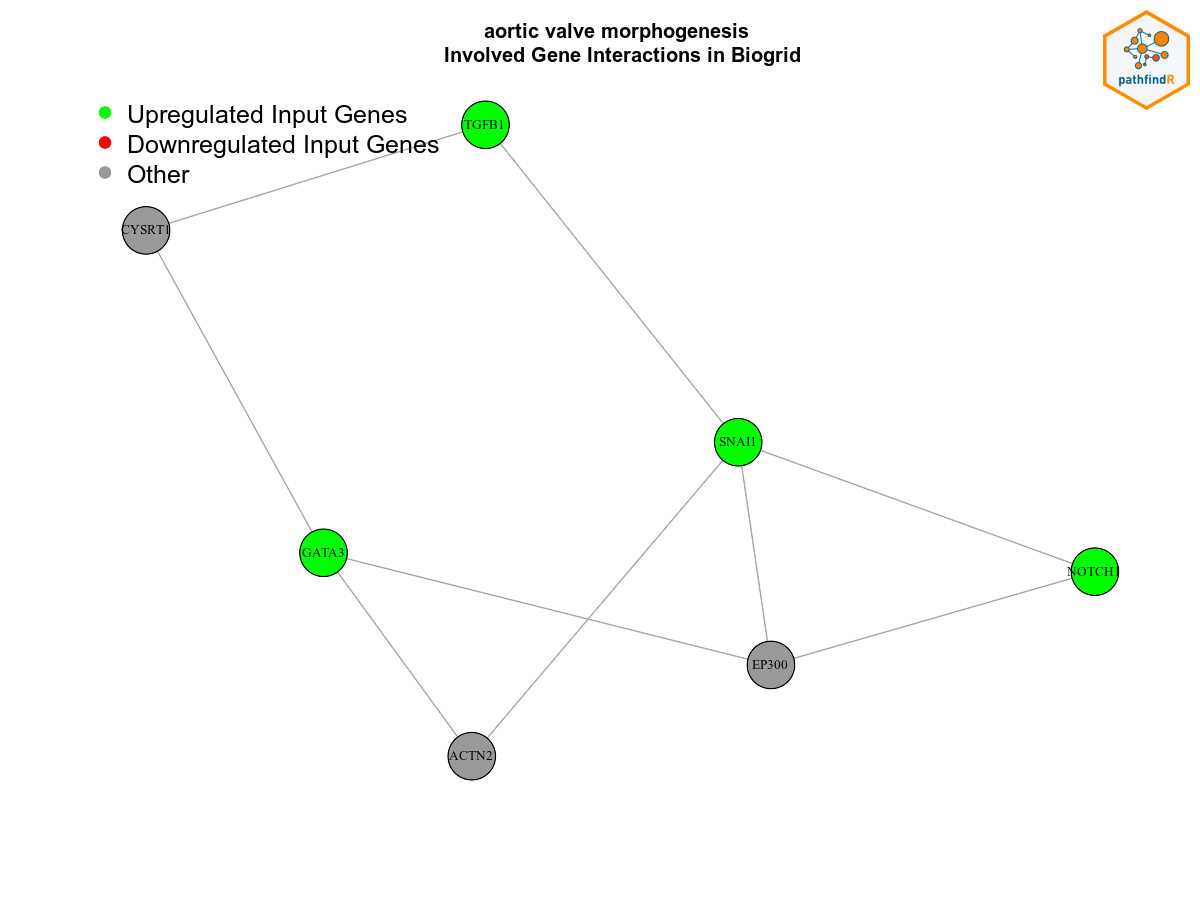 aortic valve morphogenesis
Involved Gene Interactions in Biogrid
pathfindR
Upregulated Input Genes
Downregulated Input Genes
Other
TGFB1
CYSRT1
SNAI1
GATA3
NOTCH1
EP300
ACTN2